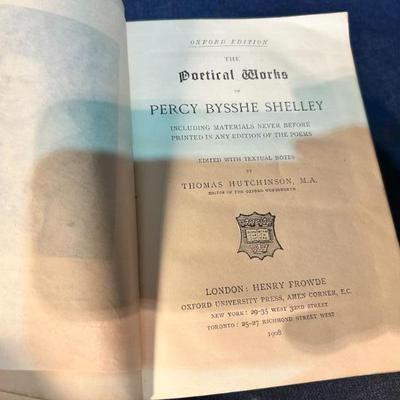 OXFORD EDITION
THE
Poetical Works
OF
PERCY BYSSHE SHELLEY
INCLUDING MATERIALS NEVER BEFORE
PRINTED IN ANY EDITION OF THE POEMS
EDITED WITH TEXTUAL NOTES
BY
THOMAS HUTCHINSON, M.A.
EDITOR OF THE OXFORD WORDSWORTH
LONDON: HENRY FROWDE
OXFORD UNIVERSITY PRESS, AMEN CORNER, E.C.
NEW YORK: 29-35 WEST 32ND STREET
TORONTO: 25-27 RICHMOND STREET WEST
1908